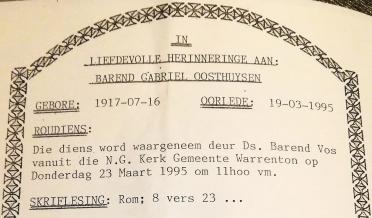 IN
LIEFDEVOLLE HERINNERINGE AAN:
BAREND GABRIEL OOSTHUYSEN
GEBORE: 1917-07-16 OORLEDE: 19-03-1995
ROUDIENS:
Die diens word waargeneem deur Ds. Barend Vos
vanuit die N.G. Kerk Gemeente Warrenton op
Donderdag 23 Maart 1995 om 11hoo vm.
SKRIFLESING: Rom; 8 vers 23 ...